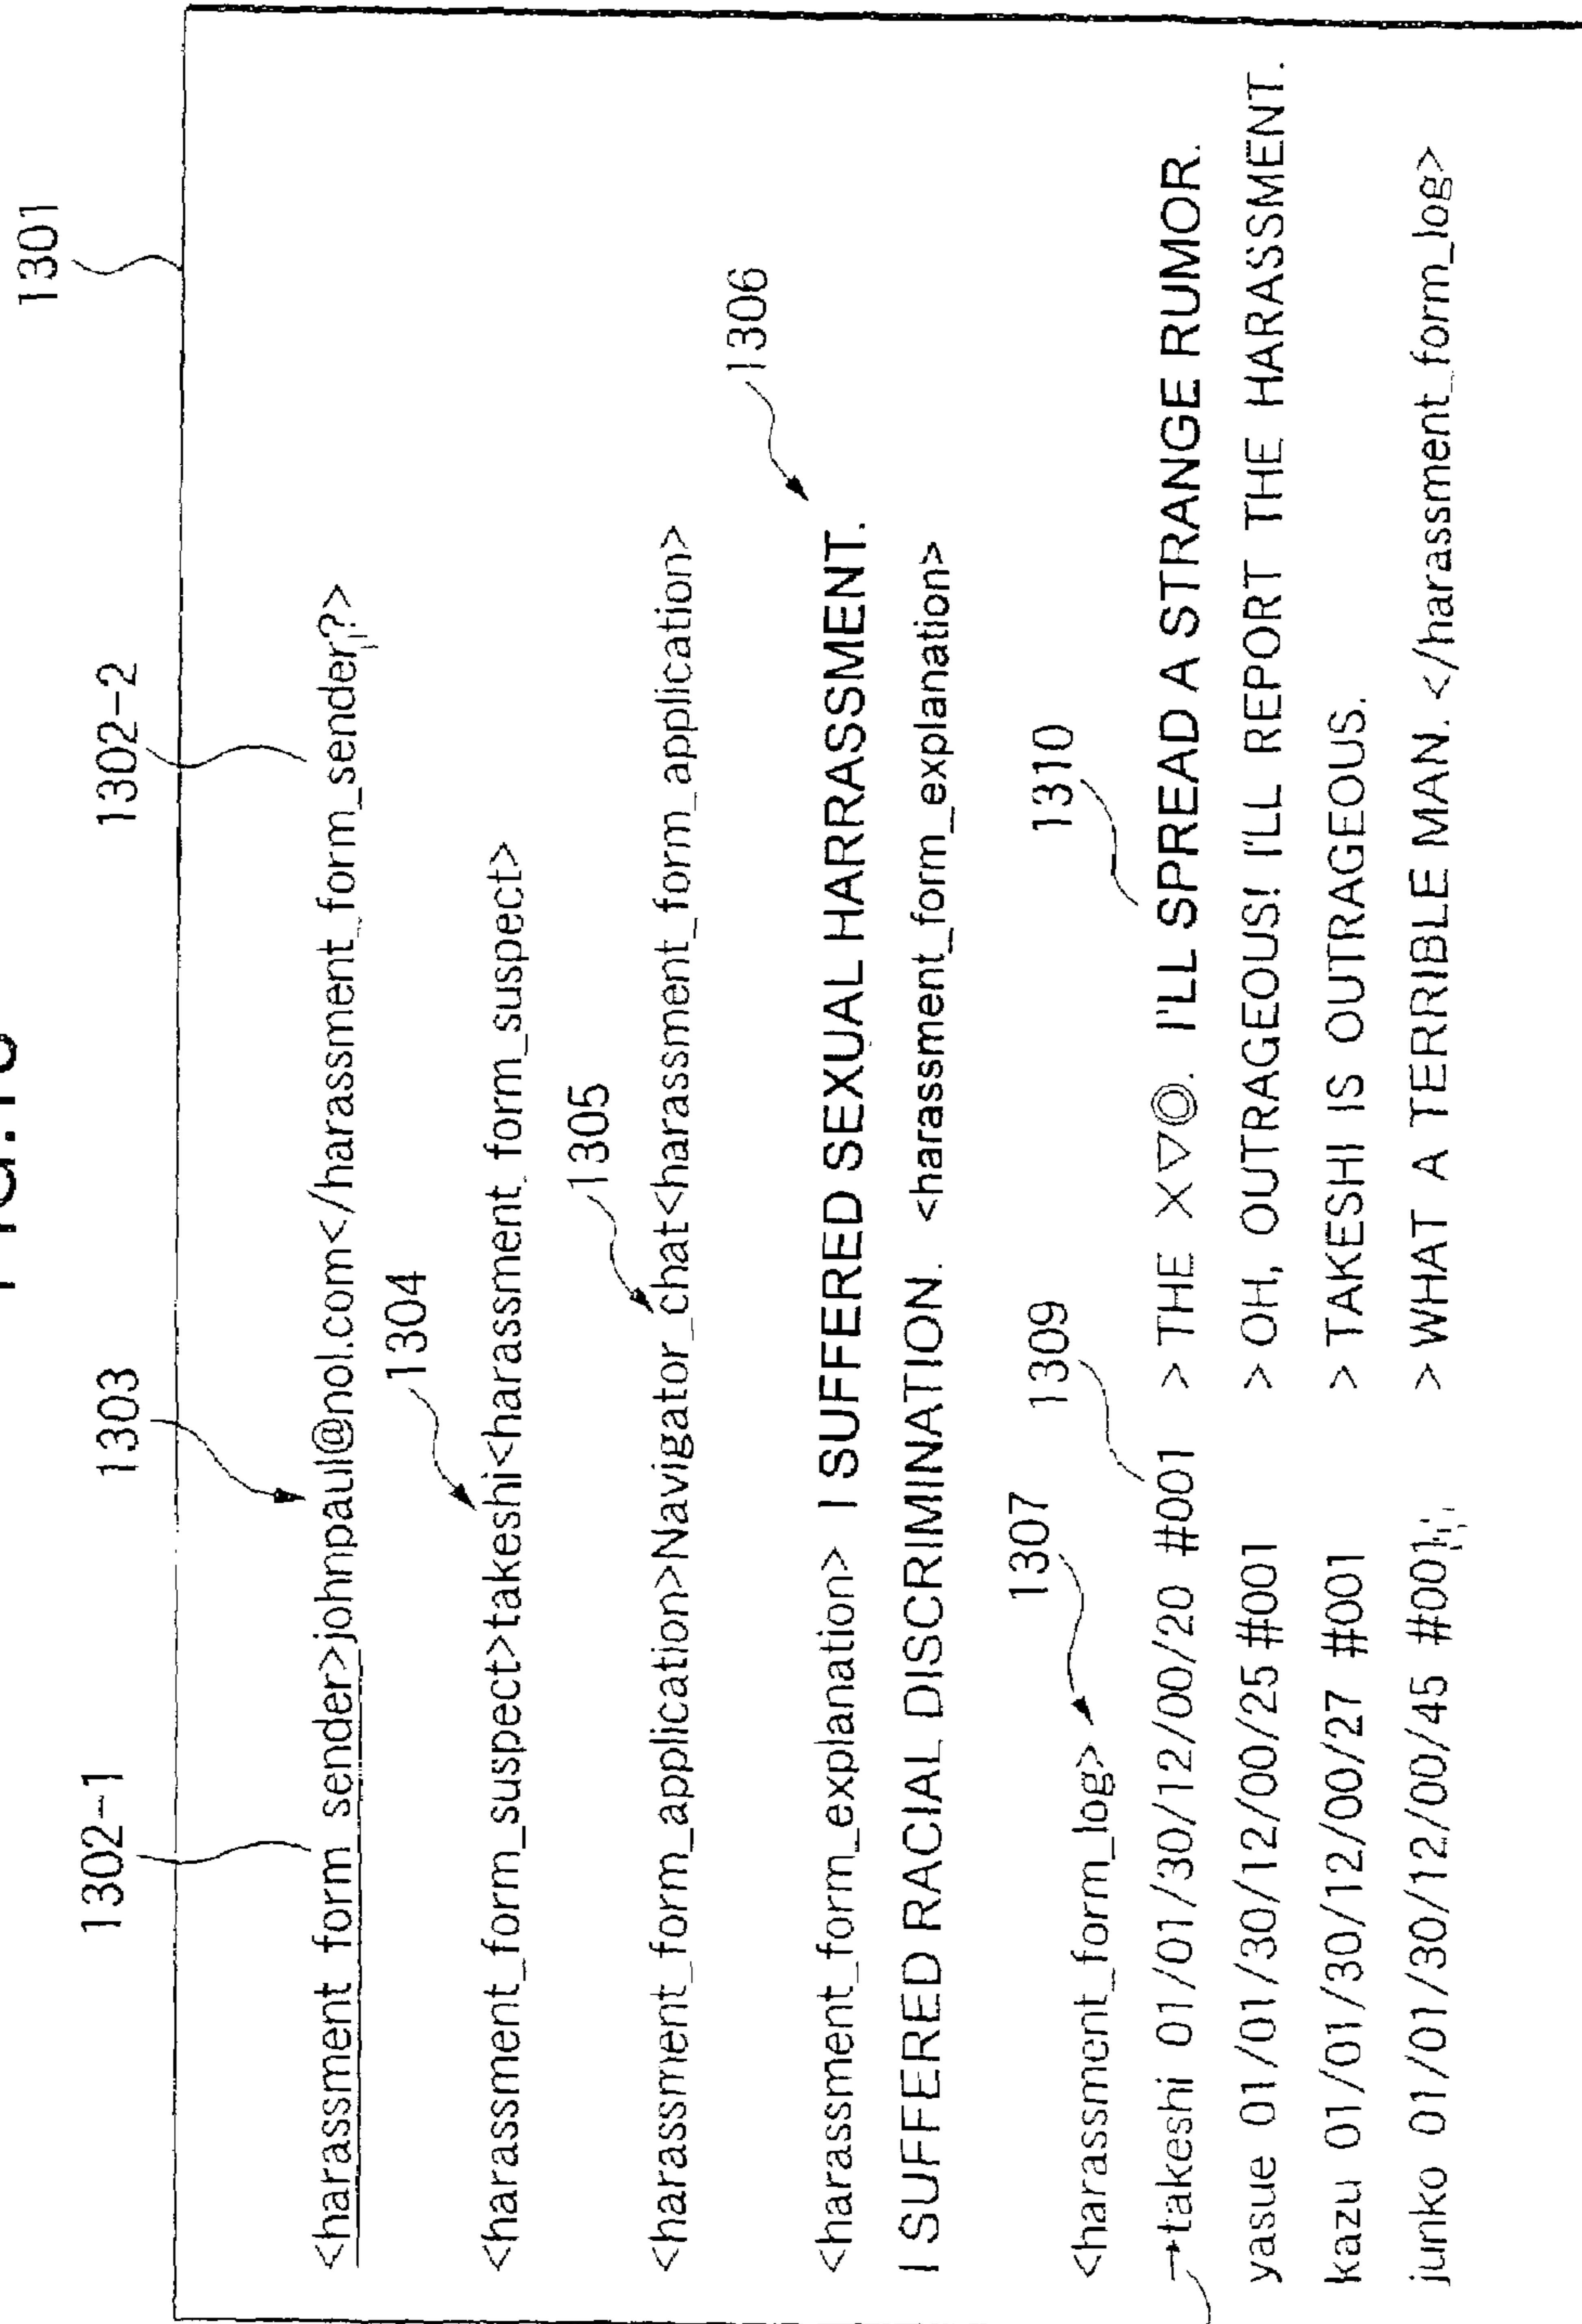 1301
1302-1 1303 1302-2
<harassment_form_sender>johnpaul@nol.com</harassment_form_sender?>
1304
<harassment_form_suspect>takeshi<harassment_form_suspect>
1305
<harassment_form_application>Navigator_chat<harassment_form_application>
1306
<harassment_form_explanation> I SUFFERED SEXUAL HARRASSMENT.
I SUFFERED RACIAL DISCRIMINATION. <harassment_form_explanation>
1307 1309 1310
<harassment_form_log>
→takeshi 01/01/30/12/00/20 #001 > THE X▽◎. I'LL SPREAD A STRANGE RUMOR.
yasue 01/01/30/12/00/25 #001 > OH, OUTRAGEOUS! I'LL REPORT THE HARASSMENT.
kazu 01/01/30/12/00/27 #001 > TAKESHI IS OUTRAGEOUS.
junko 01/01/30/12/00/45 #001 > WHAT A TERRIBLE MAN. </harassment_form_log>